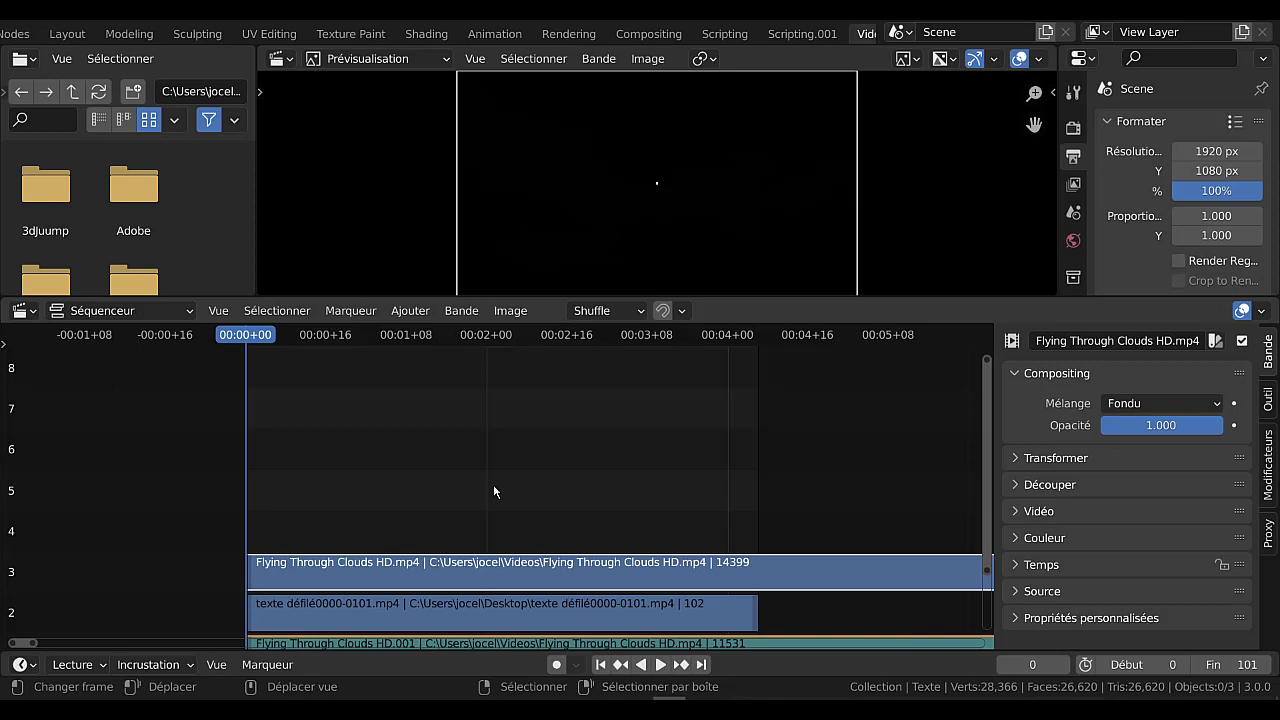 Nodes Layout Modeling Sculpting UV Editing Texture Paint Shading Animation Rendering Compositing Scripting Scripting.001 Vidé Scene View Layer
Vue Sélectionner Prévisualisation Vue Sélectionner Bande Image
C:\Users\jocel... Scene
Formater
Résolutio... 1920 px
Y 1080 px
% 100%
Proportio... 1.000
Y 1.000
3djuump Adobe
Render Reg...
Crop to Ren...
Séquenceur Vue Sélectionner Marqueur Ajouter Bande Image Shuffle
-00:01+08 -00:00+16 00:00+00 00:00+16 00:01+08 00:02+00 00:02+16 00:03+08 00:04+00 00:04+16 00:05+08
Flying Through Clouds HD.mp4
Bande
Outil
Modificateurs
Proxy
8
7
6
5
4
3
2
Compositing
Mélange Fondu
Opacité 1.000
Transformer
Découper
Vidéo
Couleur
Temps
Source
Propriétés personnalisées
Flying Through Clouds HD.mp4 | C:\Users\jocel\Videos\Flying Through Clouds HD.mp4 | 14399
texte défilé0000-0101.mp4 | C:\Users\jocel\Desktop\texte défilé0000-0101.mp4 | 102
Flying Through Clouds HD.001 | C:\Users\jocel\Videos\Flying Through Clouds HD.mp4 | 11531
Lecture Incrustation Vue Marqueur 0 Début 0 Fin 101
Changer frame Déplacer Déplacer vue Sélectionner Sélectionner par boîte Collection | Texte | Verts:28,366 | Faces:26,620 | Tris:26,620 | Objects:0/3 | 3.0.0